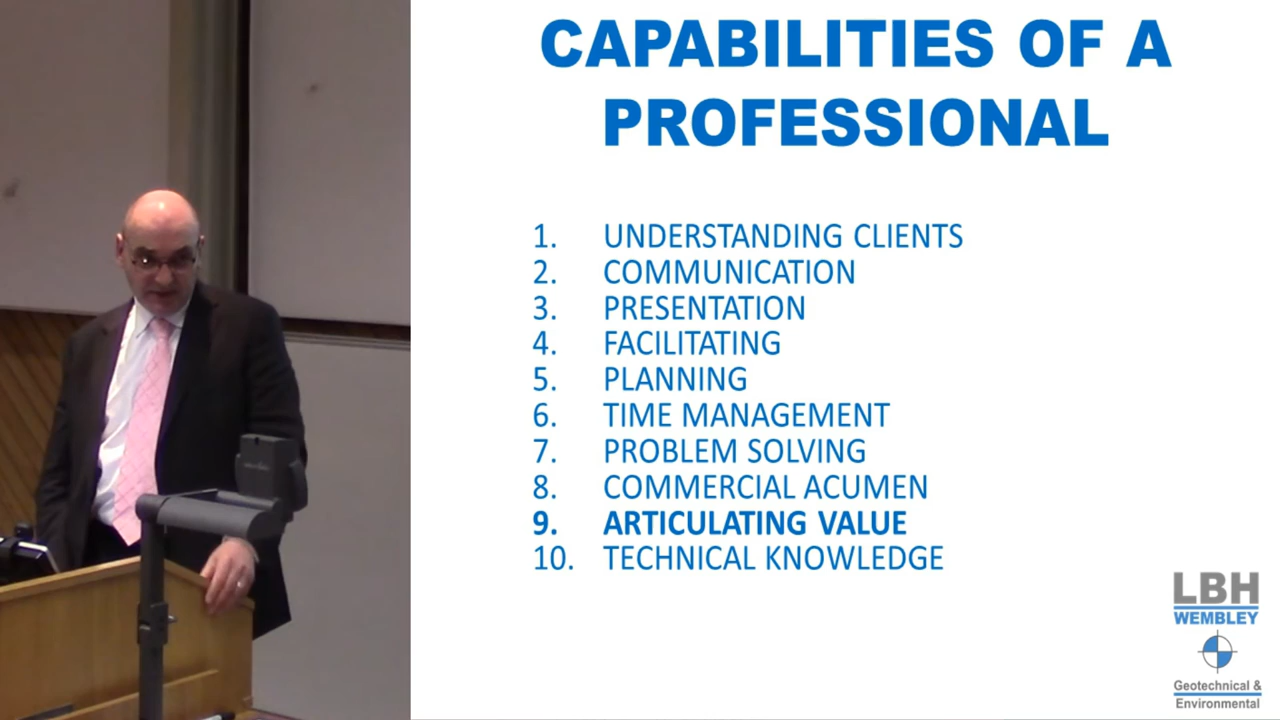 CAPABILITIES OF A
PROFESSIONAL
1. UNDERSTANDING CLIENTS
2. COMMUNICATION
3. PRESENTATION
4. FACILITATING
5. PLANNING
6. TIME MANAGEMENT
7. PROBLEM SOLVING
8. COMMERCIAL ACUMEN
9. ARTICULATING VALUE
10. TECHNICAL KNOWLEDGE
LBH
WEMBLEY
Geotechnical &
Environmental